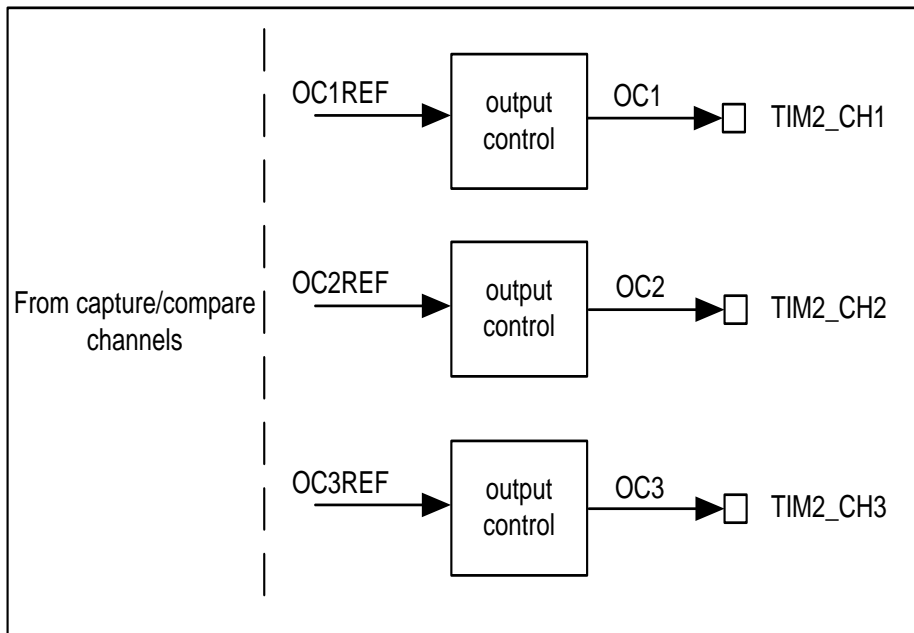 OC1REF
output
control
OC1
TIM2_CH1
From capture/compare
channels
OC2REF
output
control
OC2
TIM2_CH2
OC3REF
output
control
OC3
TIM2_CH3